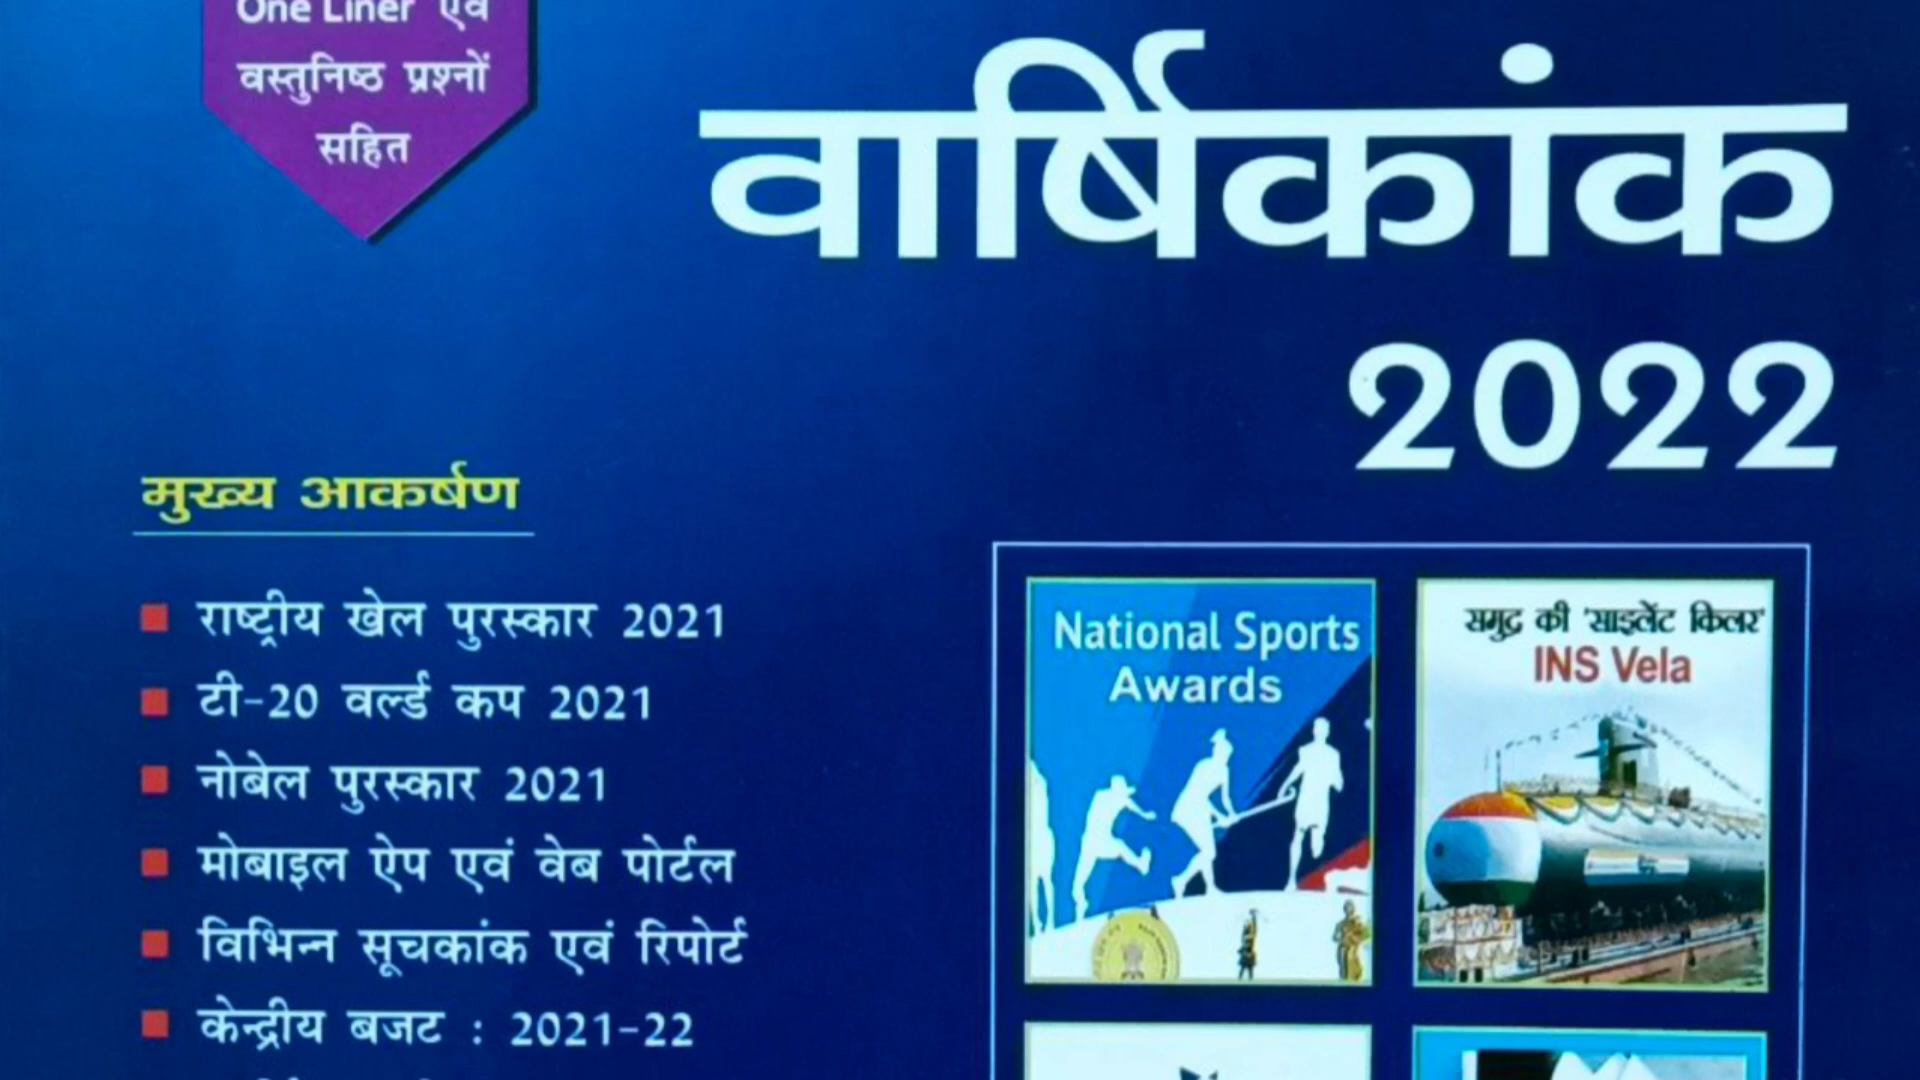 One Liner एवं
वस्तुनिष्ठ प्रश्नों
सहित
वार्षिकांक
2022
मुख्य आकर्षण
राष्ट्रीय खेल पुरस्कार 2021
टी-20 वर्ल्ड कप 2021
नोबेल पुरस्कार 2021
मोबाइल ऐप एवं वेब पोर्टल
विभिन्न सूचकांक एवं रिपोर्ट
केन्द्रीय बजट : 2021-22
National Sports
Awards
समुद्र की 'साइलेंट किलर'
INS Vela